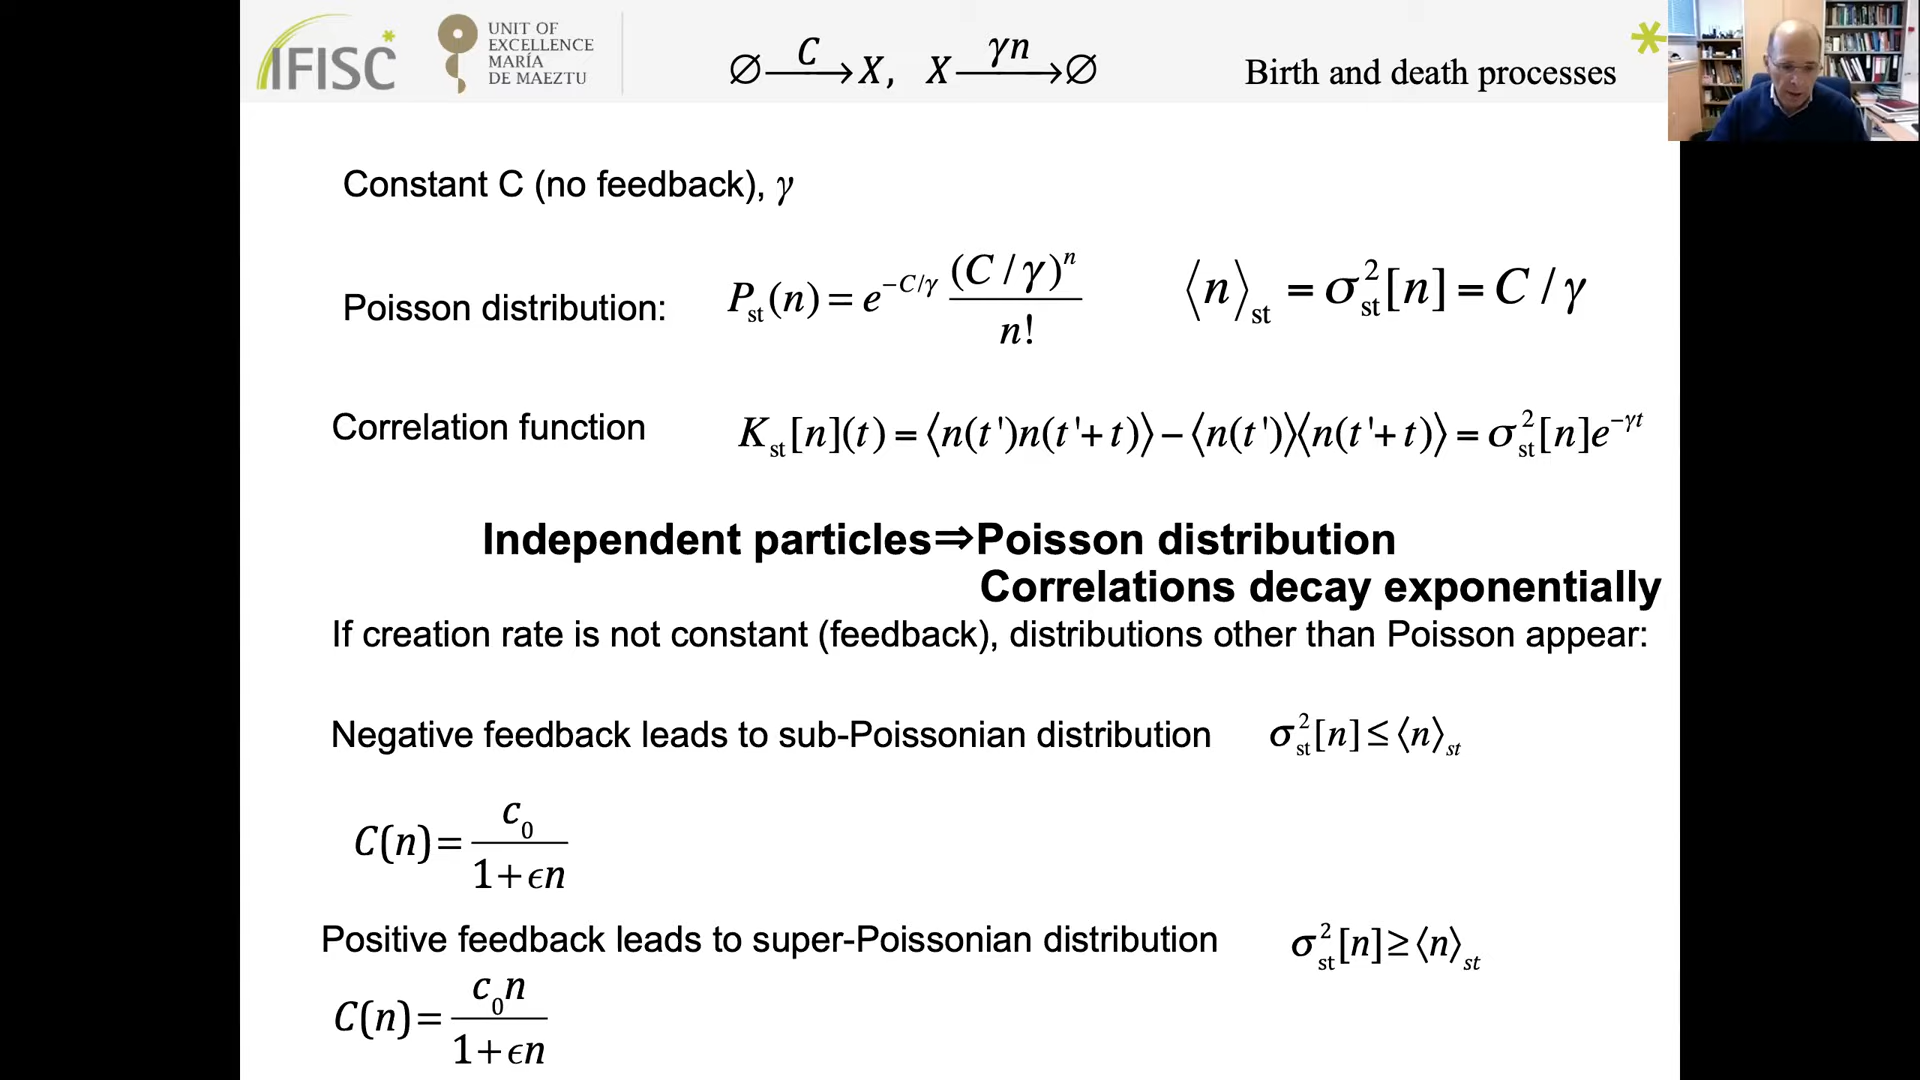 IFISC
UNIT OF
EXCELLENCE
MARÍA
DE MAEZTU
∅ —C→ X, X —γn→ ∅
Birth and death processes
Constant C (no feedback), γ
Poisson distribution: P_st(n) = e^{−C/γ} (C / γ)^n / n! ⟨n⟩_st = σ²_st[n] = C / γ
Correlation function K_st[n](t) = ⟨n(t')n(t'+t)⟩ − ⟨n(t')⟩⟨n(t'+t)⟩ = σ²_st[n]e^{−γt}
Independent particles⇒Poisson distribution
Correlations decay exponentially
If creation rate is not constant (feedback), distributions other than Poisson appear:
Negative feedback leads to sub-Poissonian distribution σ²_st[n] ≤ ⟨n⟩_st
C(n) = c_0 / (1+ϵn)
Positive feedback leads to super-Poissonian distribution σ²_st[n] ≥ ⟨n⟩_st
C(n) = c_0 n / (1+ϵn)